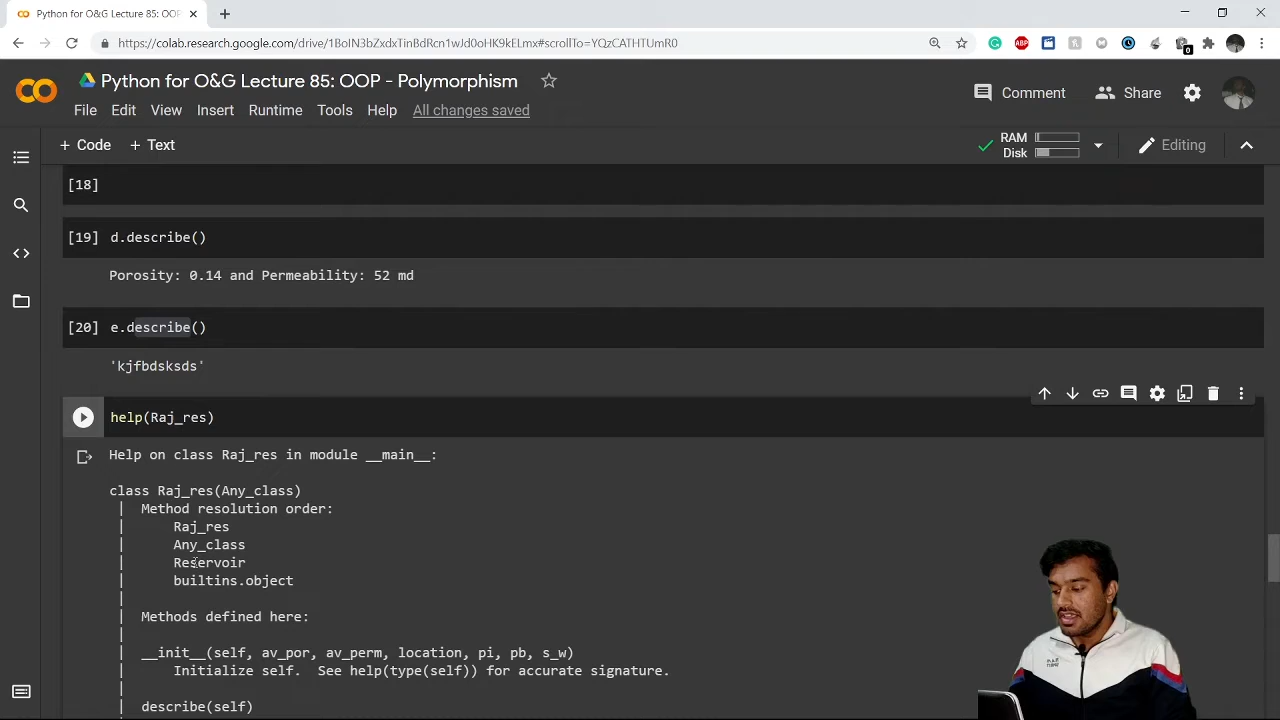 Python for O&G Lecture 85: OOP - P
https://colab.research.google.com/drive/
Python for O&G Lecture 85: OOP - Polymorphism
Comment
Share
File Edit View Insert Runtime Tools Help All changes saved
+ Code + Text
RAM
Disk
Editing
[18]
[19] d.describe()
Porosity: 0.14 and Permeability: 52 md
[20] e.describe()
'kjfbdsksds'
help(Raj_res)
Help on class Raj_res in module __main__:
class Raj_res(Any_class)
| Method resolution order:
| Raj_res
| Any_class
| Reservoir
| builtins.object
|
| Methods defined here:
|
| __init__(self, av_por, av_perm, location, pi, pb, s_w)
| Initialize self. See help(type(self)) for accurate signature.
|
| describe(self)